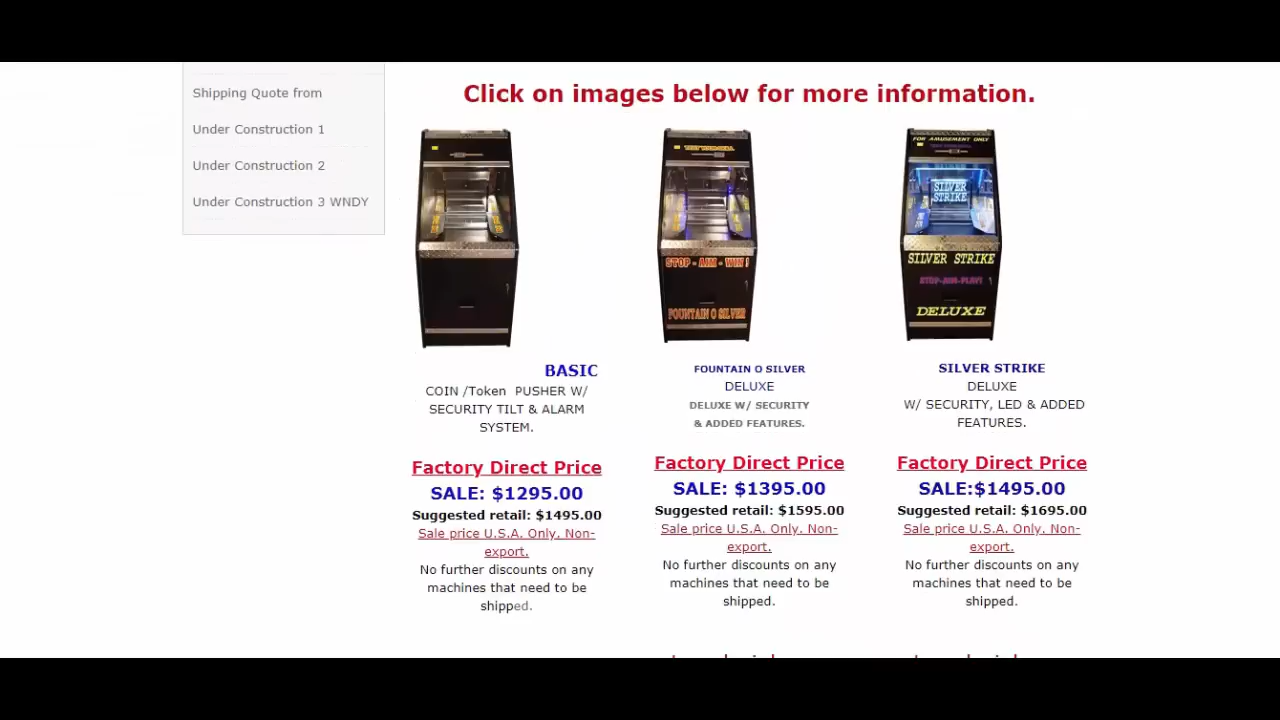 Shipping Quote from
Under Construction 1
Under Construction 2
Under Construction 3 WNDY
Click on images below for more information.
STOP - AIM - WIN !
FOUNTAIN O SILVER
FOR AMUSEMENT ONLY
SILVER
STRIKE
SILVER STRIKE
STOP-AIM-PLAY!
DELUXE
BASIC
COIN /Token PUSHER W/
SECURITY TILT & ALARM
SYSTEM.
Factory Direct Price
SALE: $1295.00
Suggested retail: $1495.00
Sale price U.S.A. Only. Non-
export.
No further discounts on any
machines that need to be
shipped.
FOUNTAIN O SILVER
DELUXE
DELUXE W/ SECURITY
& ADDED FEATURES.
Factory Direct Price
SALE: $1395.00
Suggested retail: $1595.00
Sale price U.S.A. Only. Non-
export.
No further discounts on any
machines that need to be
shipped.
SILVER STRIKE
DELUXE
W/ SECURITY, LED & ADDED
FEATURES.
Factory Direct Price
SALE:$1495.00
Suggested retail: $1695.00
Sale price U.S.A. Only. Non-
export.
No further discounts on any
machines that need to be
shipped.